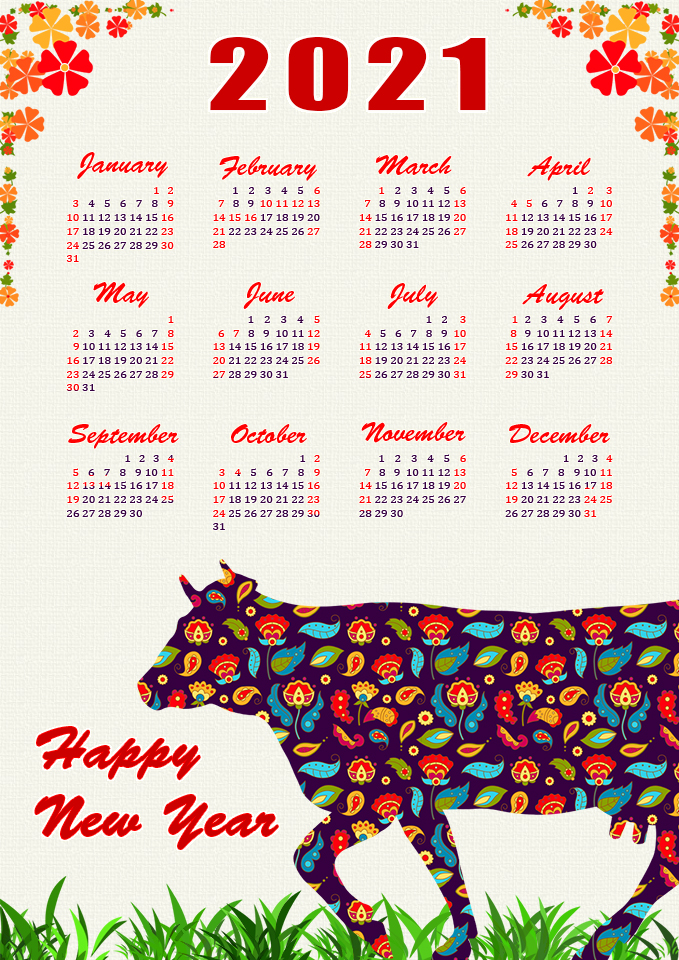 2021
January February March April
1 2 1 2 3 4 5 6 1 2 3 4 5 6 1 2 3
3 4 5 6 7 8 9 7 8 9 10 11 12 13 7 8 9 10 11 12 13 4 5 6 7 8 9 10
10 11 12 13 14 15 16 14 15 16 17 18 19 20 14 15 16 17 18 19 20 11 12 13 14 15 16 17
17 18 19 20 21 22 23 21 22 23 24 25 26 27 21 22 23 24 25 26 27 18 19 20 21 22 23 24
24 25 26 27 28 29 30 28 28 29 30 31 25 26 27 28 29 30
31
May June July August
1 1 2 3 4 5 1 2 3 1 2 3 4 5 6 7
2 3 4 5 6 7 8 6 7 8 9 10 11 12 4 5 6 7 8 9 10 8 9 10 11 12 13 14
9 10 11 12 13 14 15 13 14 15 16 17 18 19 11 12 13 14 15 16 17 15 16 17 18 19 20 21
16 17 18 19 20 21 22 20 21 22 23 24 25 26 18 19 20 21 22 23 24 22 23 24 25 26 27 28
23 24 25 26 27 28 29 27 28 29 30 25 26 27 28 29 30 31 29 30 31
30 31
September October November December
1 2 3 4 1 2 1 2 3 4 5 6 1 2 3 4
5 6 7 8 9 10 11 3 4 5 6 7 8 9 7 8 9 10 11 12 13 5 6 7 8 9 10 11
12 13 14 15 16 17 18 10 11 12 13 14 15 16 14 15 16 17 18 19 20 12 13 14 15 16 17 18
19 20 21 22 23 24 25 17 18 19 20 21 22 23 21 22 23 24 25 26 27 19 20 21 22 23 24 25
26 27 28 29 30 24 25 26 27 28 29 30 28 29 30 26 27 28 29 30 31
31
Happy
New Year